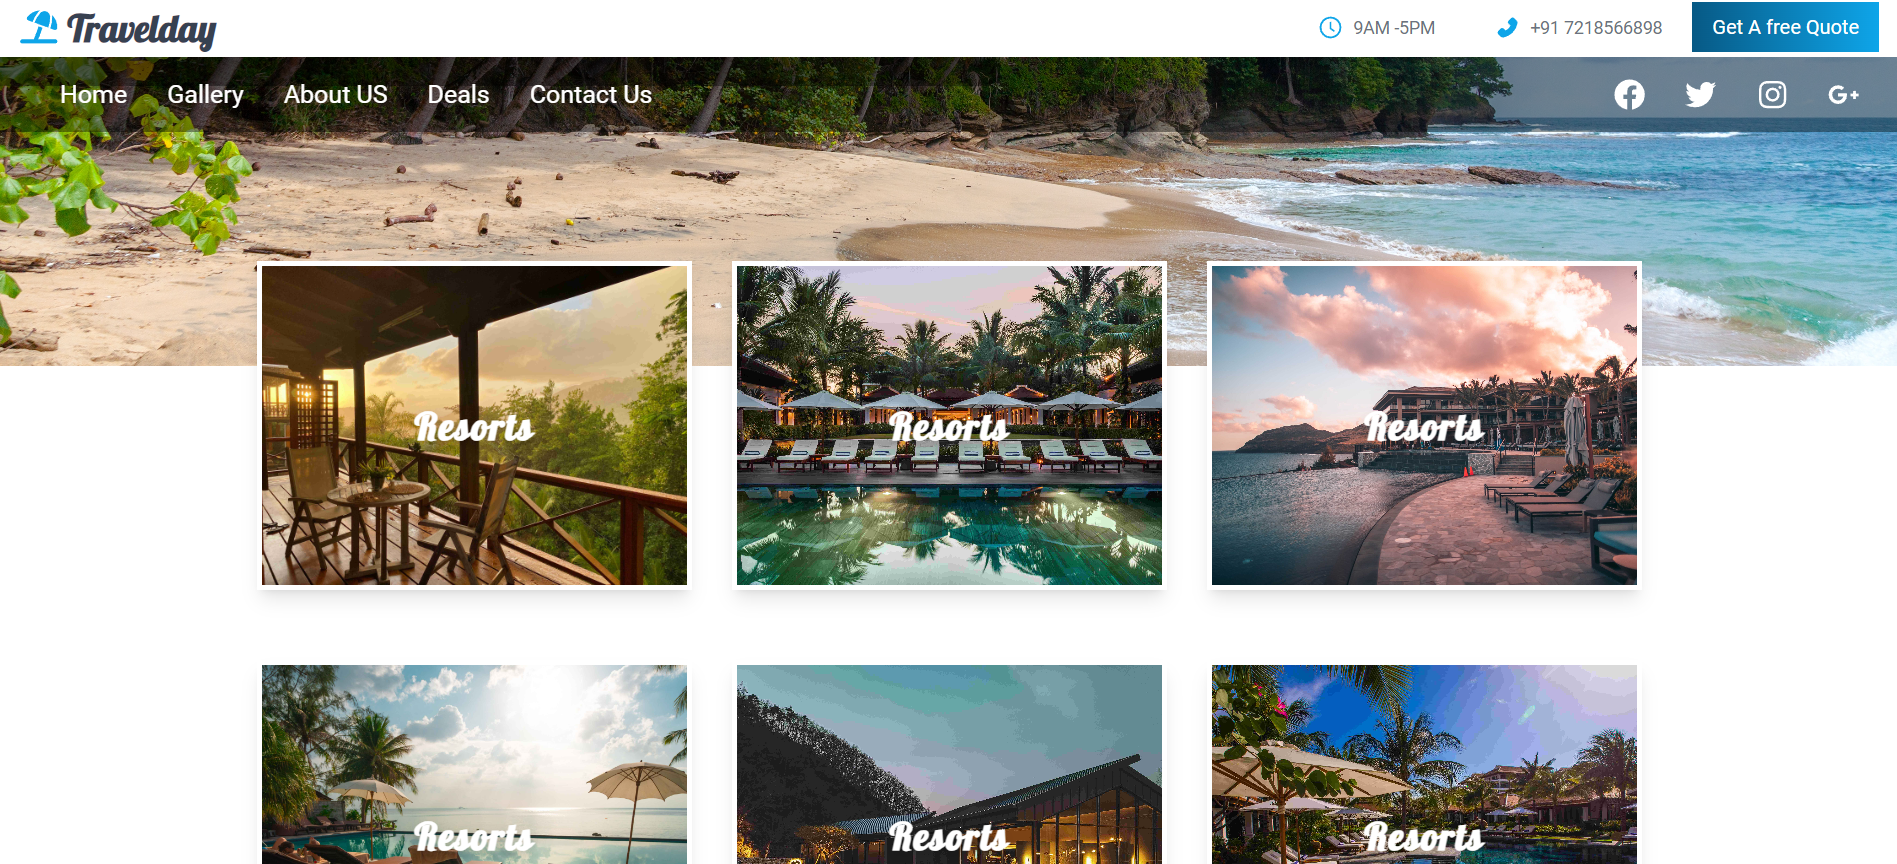 Travelday
9AM -5PM
+91 7218566898
Get A free Quote
Home
Gallery
About US
Deals
Contact Us
G+
Resorts
Resorts
Resorts
Resorts
Resorts
Resorts